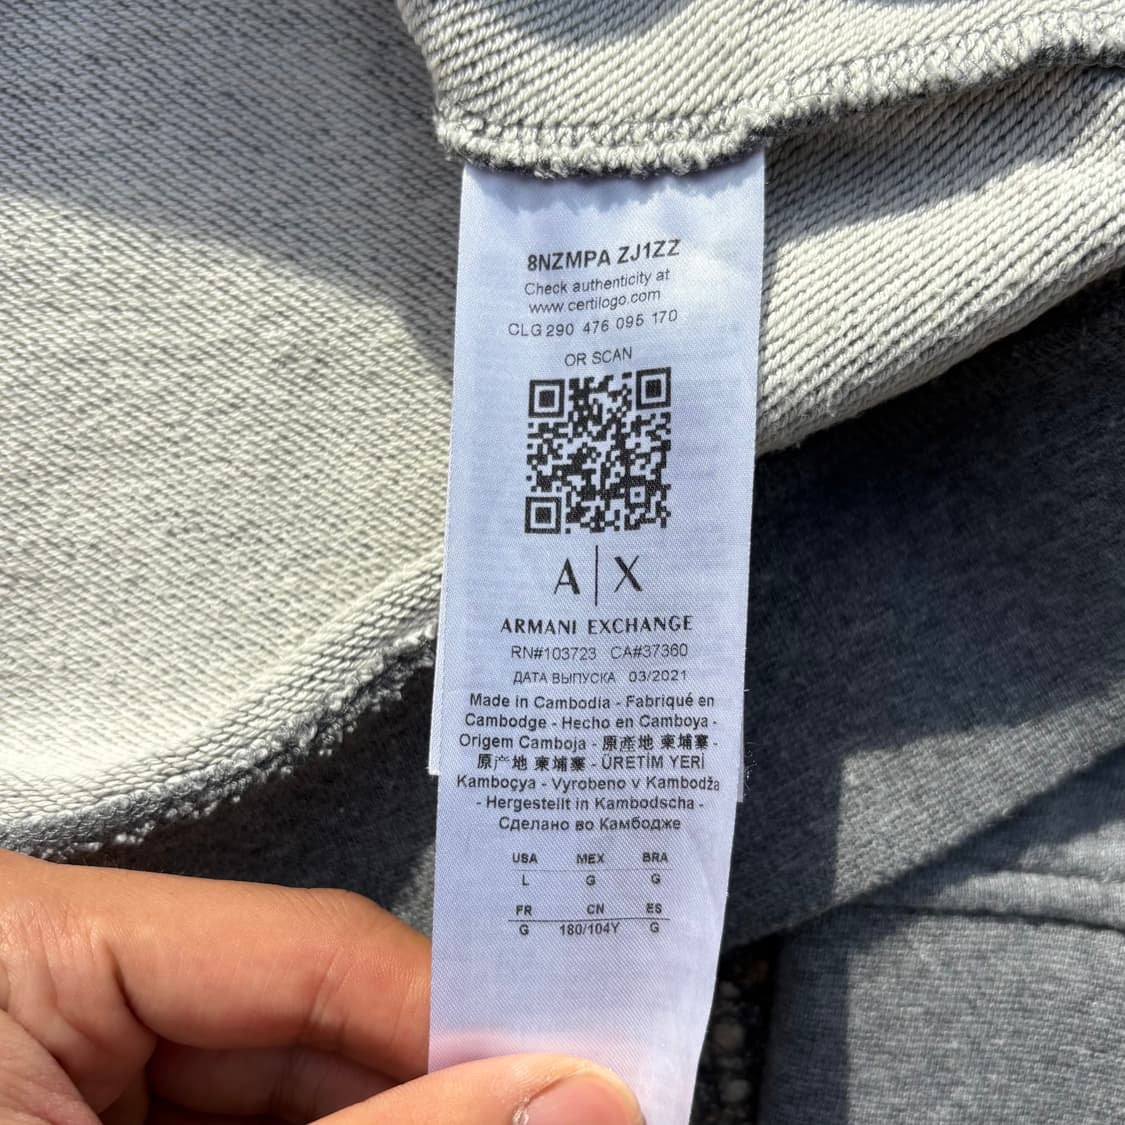 8NZMPA ZJ1ZZ
Check authenticity at
www.certilogo.com
CLG 290 476 095 170
OR SCAN
A|X
ARMANI EXCHANGE
RN#103723 CA#37360
ДАТА ВЫПУСКА 03/2021
Made in Cambodia - Fabriqué en
Cambodge - Hecho en Camboya -
Origem Camboja - 原產地 柬埔寨 -
原产地 柬埔寨 - ÜRETİM YERİ
Kamboçya - Vyrobeno v Kambodža
- Hergestellt in Kambodscha -
Сделано во Камбодже
USA MEX BRA
L G G
FR CN ES
G 180/104Y G